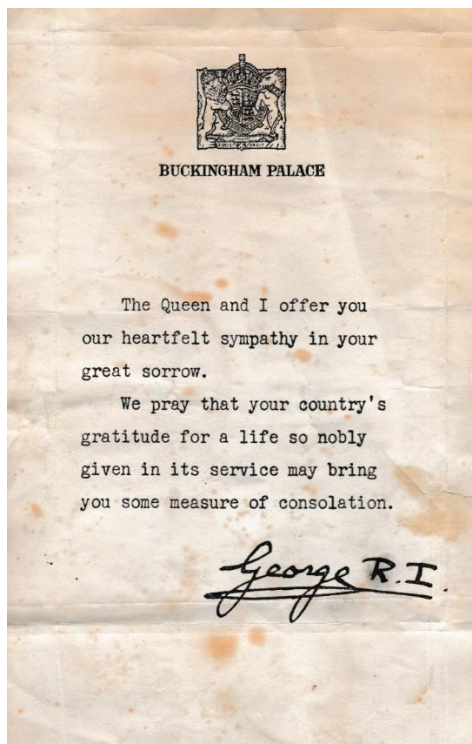 BUCKINGHAM PALACE
The Queen and I offer you
our heartfelt sympathy in your
great sorrow.
We pray that your country's
gratitude for a life so nobly
given in its service may bring
you some measure of consolation.
George R.I.